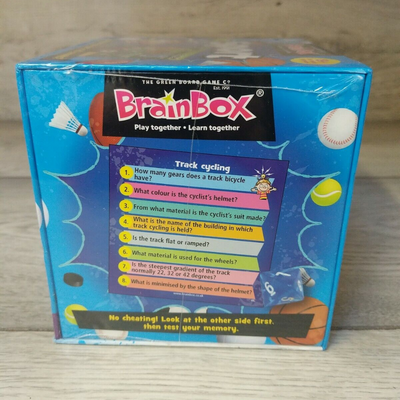 THE GREEN BOARD GAME CO
Est. 1991
BrainBox®
Play together • Learn together
Track cycling
1. How many gears does a track bicycle
have?
2. What colour is the cyclist's helmet?
3. From what material is the cyclist's suit made?
4. What is the name of the building in which
track cycling is held?
5. Is the track flat or ramped?
6. What material is used for the wheels?
7. Is the steepest gradient of the track
normally 22, 32 or 42 degrees?
8. What is minimised by the shape of the helmet?
No cheating! Look at the other side first,
then test your memory.